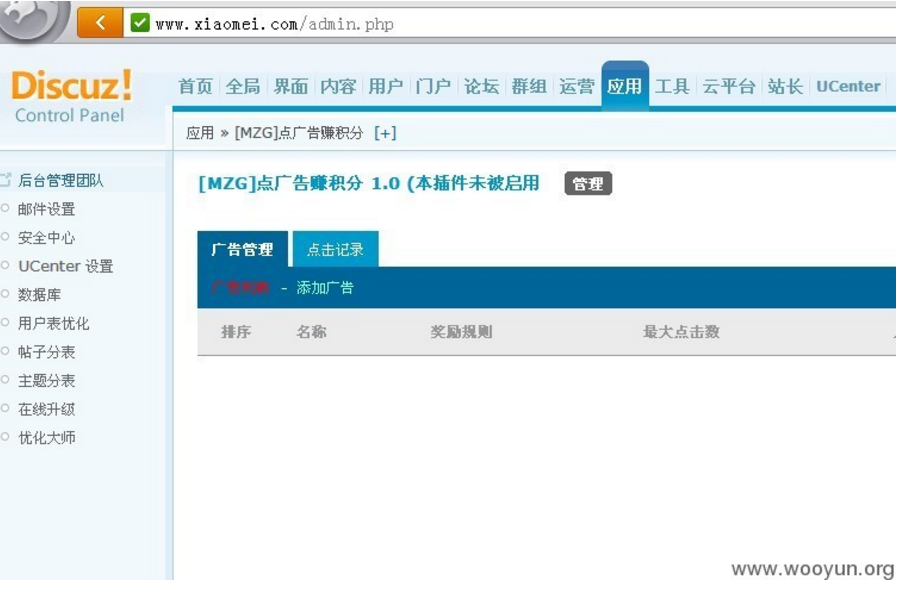 www.xiaomei.com/admin.php
Discuz!
Control Panel
首页 全局 界面 内容 用户 门户 论坛 群组 运营 应用 工具 云平台 站长 UCenter
应用 » [MZG]点广告赚积分 [+]
后台管理团队
邮件设置
安全中心
UCenter 设置
数据库
用户表优化
帖子分表
主题分表
在线升级
优化大师
[MZG]点广告赚积分 1.0 (本插件未被启用 管理
广告管理 点击记录
广告列表 - 添加广告
排序 名称 奖励规则 最大点击数
www.wooyun.org